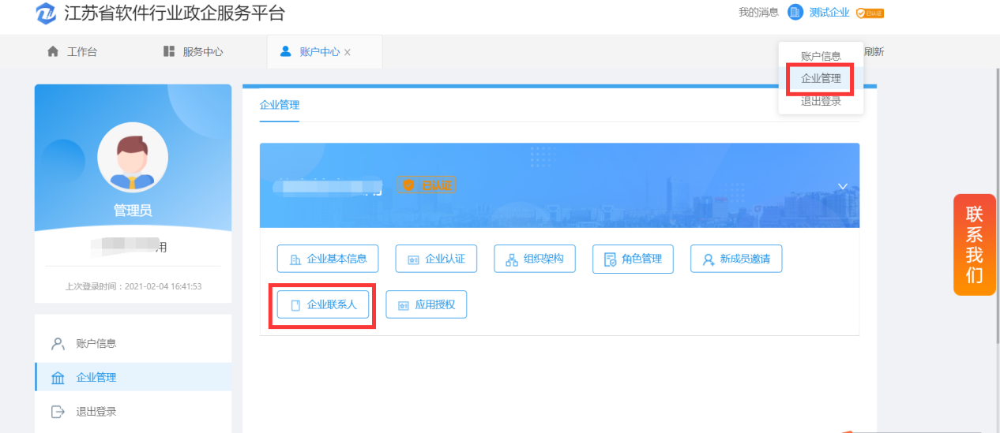 江苏省软件行业政企服务平台
我的消息 测试企业
工作台 服务中心 账户中心 × 刷新
账户信息
企业管理
退出登录
企业管理
已认证
管理员
用
上次登录时间：2021-02-04 16:41:53
企业基本信息 企业认证 组织架构 角色管理 新成员邀请
企业联系人 应用授权
账户信息
企业管理
退出登录
联系我们